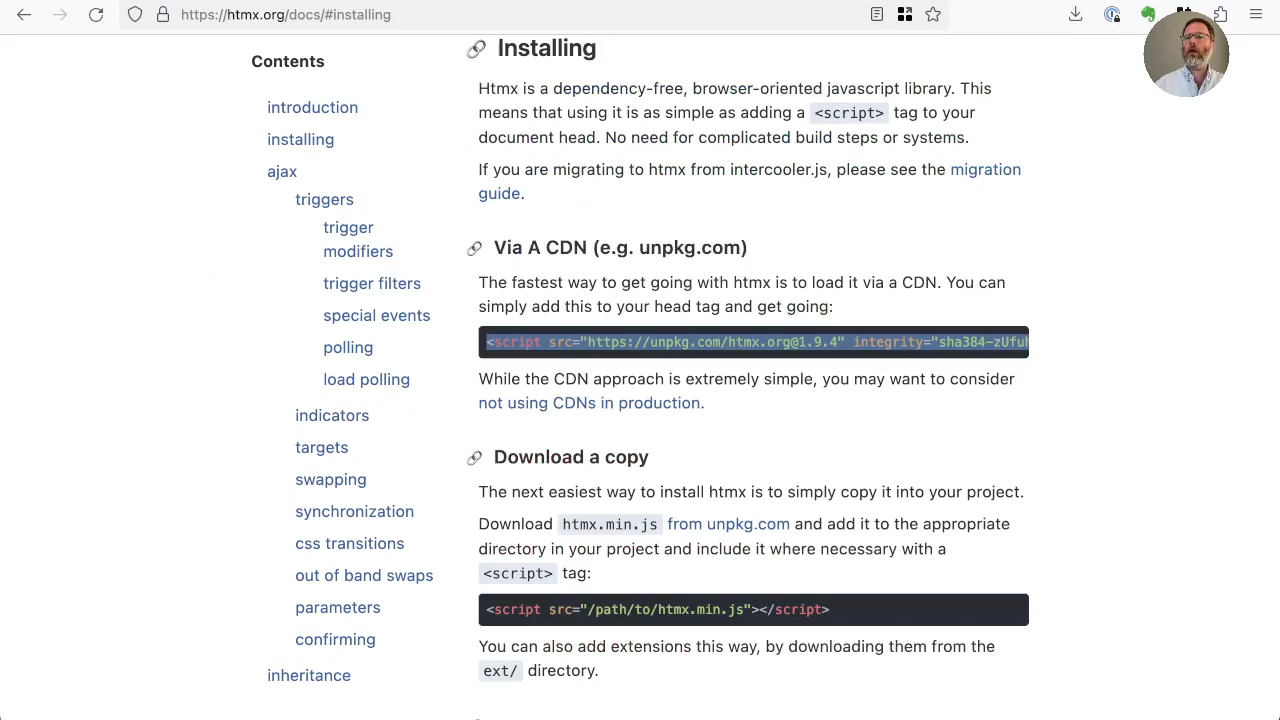 https://htmx.org/docs/#installing
Contents
introduction
installing
ajax
triggers
trigger
modifiers
trigger filters
special events
polling
load polling
indicators
targets
swapping
synchronization
css transitions
out of band swaps
parameters
confirming
inheritance
Installing
Htmx is a dependency-free, browser-oriented javascript library. This
means that using it is as simple as adding a <script> tag to your
document head. No need for complicated build steps or systems.
If you are migrating to htmx from intercooler.js, please see the migration
guide.
Via A CDN (e.g. unpkg.com)
The fastest way to get going with htmx is to load it via a CDN. You can
simply add this to your head tag and get going:
<script src="https://unpkg.com/htmx.org@1.9.4" integrity="sha384-zUfuh
While the CDN approach is extremely simple, you may want to consider
not using CDNs in production.
Download a copy
The next easiest way to install htmx is to simply copy it into your project.
Download htmx.min.js from unpkg.com and add it to the appropriate
directory in your project and include it where necessary with a
<script> tag:
<script src="/path/to/htmx.min.js"></script>
You can also add extensions this way, by downloading them from the
ext/ directory.